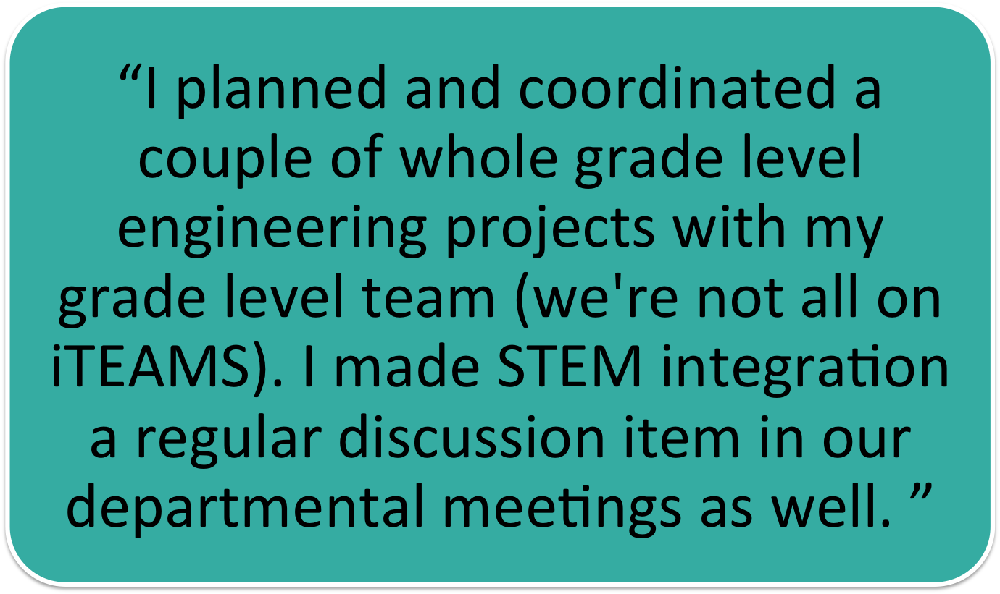 “I planned and coordinated a
couple of whole grade level
engineering projects with my
grade level team (we're not all on
iTEAMS). I made STEM integration
a regular discussion item in our
departmental meetings as well. ”